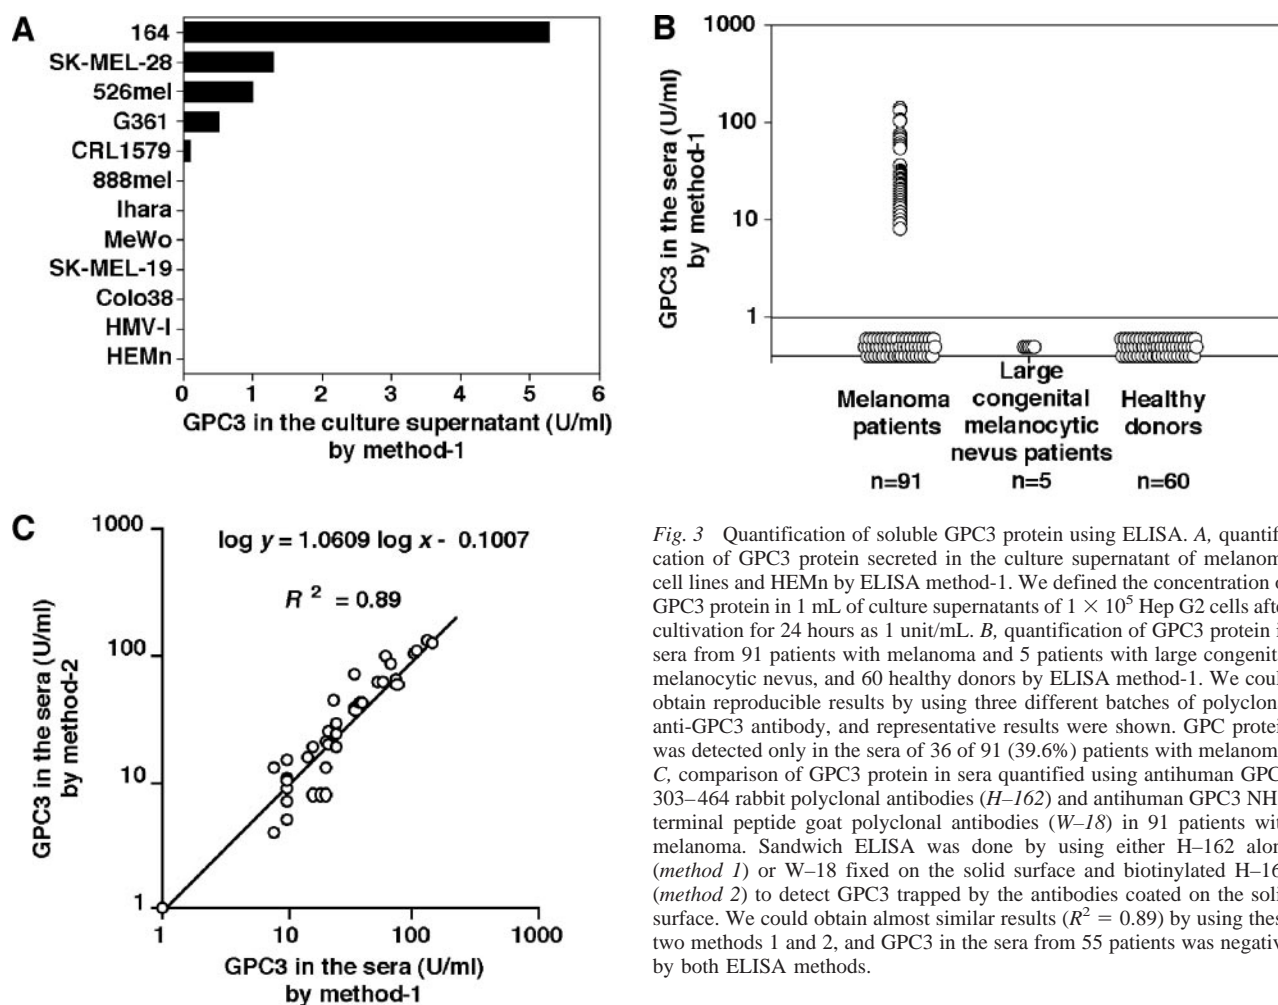 A
164
SK-MEL-28
526mel
G361
CRL1579
888mel
Ihara
MeWo
SK-MEL-19
Colo38
HMV-I
HEMn
0 1 2 3 4 5 6
GPC3 in the culture supernatant (U/ml)
by method-1
B
GPC3 in the sera (U/ml)
by method-1
1000
100
10
1
Melanoma
patients
n=91
Large
congenital
melanocytic
nevus patients
n=5
Healthy
donors
n=60
C
GPC3 in the sera (U/ml)
by method-2
1000
100
10
1
log y = 1.0609 log x - 0.1007
R 2 = 0.89
1 10 100 1000
GPC3 in the sera (U/ml)
by method-1
Fig. 3 Quantification of soluble GPC3 protein using ELISA. A, quantifi
cation of GPC3 protein secreted in the culture supernatant of melanom
cell lines and HEMn by ELISA method-1. We defined the concentration o
GPC3 protein in 1 mL of culture supernatants of 1 × 10⁵ Hep G2 cells afte
cultivation for 24 hours as 1 unit/mL. B, quantification of GPC3 protein i
sera from 91 patients with melanoma and 5 patients with large congenit
melanocytic nevus, and 60 healthy donors by ELISA method-1. We coul
obtain reproducible results by using three different batches of polyclon
anti-GPC3 antibody, and representative results were shown. GPC protei
was detected only in the sera of 36 of 91 (39.6%) patients with melanom
C, comparison of GPC3 protein in sera quantified using antihuman GPC
303–464 rabbit polyclonal antibodies (H–162) and antihuman GPC3 NH
terminal peptide goat polyclonal antibodies (W–18) in 91 patients wit
melanoma. Sandwich ELISA was done by using either H–162 alon
(method 1) or W–18 fixed on the solid surface and biotinylated H–16
(method 2) to detect GPC3 trapped by the antibodies coated on the soli
surface. We could obtain almost similar results (R² = 0.89) by using thes
two methods 1 and 2, and GPC3 in the sera from 55 patients was negativ
by both ELISA methods.